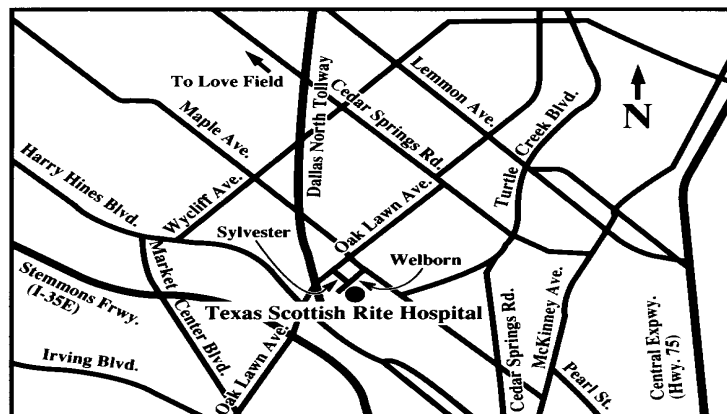 To Love Field
Maple Ave.
Harry Hines Blvd.
Wycliff Ave.
Dallas North Tollway
Cedar Springs Rd.
Lemmon Ave.
Turtle Creek Blvd.
N
Oak Lawn Ave.
Sylvester
Welborn
Market Center Blvd.
Stemmons Frwy.
(I-35E)
Texas Scottish Rite Hospital
Irving Blvd.
Oak Lawn Ave.
Cedar Springs Rd.
McKinney Ave.
Pearl St.
Central Expwy.
(Hwy. 75)